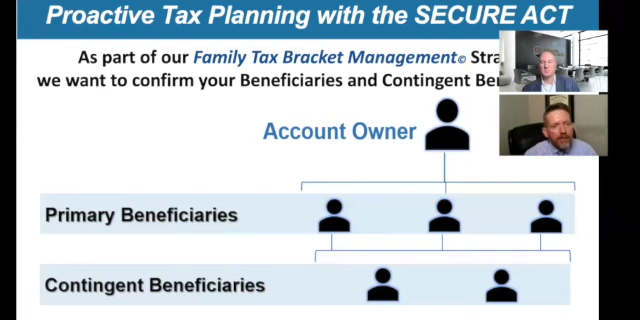 Proactive Tax Planning with the SECURE ACT
As part of our Family Tax Bracket Management© Stra
we want to confirm your Beneficiaries and Contingent Ben
Account Owner
Primary Beneficiaries
Contingent Beneficiaries